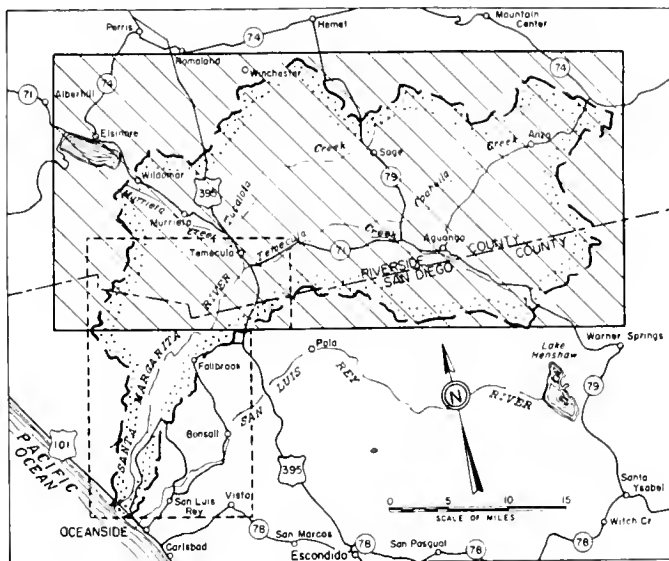 Hemet
Mountain
Center
Perris
74
Romoland
74
Winchester
71
Alberhill
74
74
Elsinore
Creek
Sage
Creek
Anza
Wildomar
395
79
Murrieta
Murrieta
Creek
Tucalota
Cahuilla
Temecula
Temecula
Creek
71
Aguanga
RIVERSIDE COUNTY
SAN DIEGO COUNTY
SANTA MARGARITA RIVER
Warner Springs
Lake
Henshaw
79
Fallbrook
Pala
SAN LUIS REY RIVER
N
Bonsall
101
PACIFIC
OCEAN
395
Santa
Ysabel
0 5 10 15
SCALE OF MILES
San Luis
Rey
Vista
OCEANSIDE
78
San Marcos
Witch Cr.
Carlsbad
Escondido
78
San Pasqual
78
78